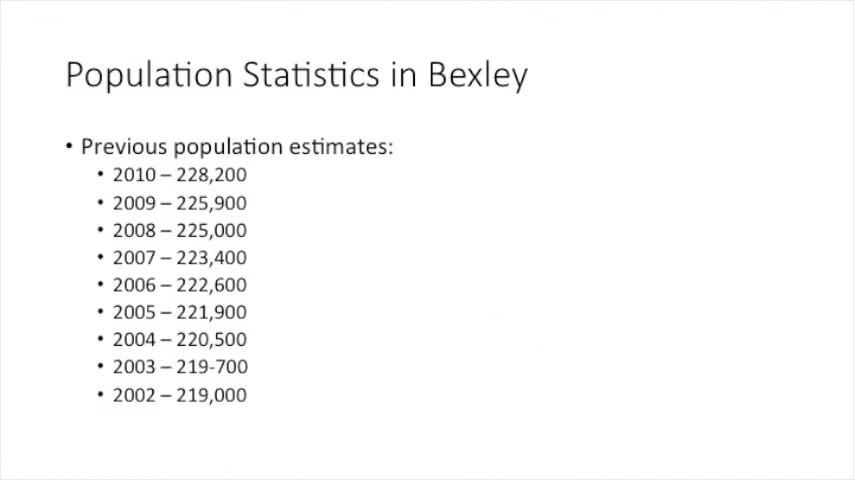 Population Statistics in Bexley
• Previous population estimates:
• 2010 – 228,200
• 2009 – 225,900
• 2008 – 225,000
• 2007 – 223,400
• 2006 – 222,600
• 2005 – 221,900
• 2004 – 220,500
• 2003 – 219-700
• 2002 – 219,000